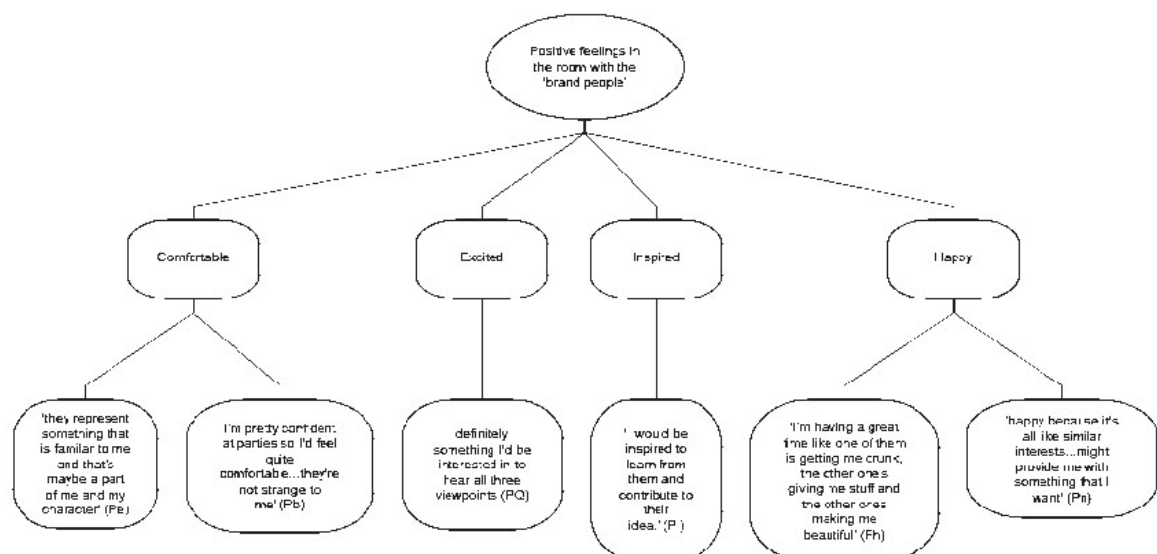 Positive feelings in
the room with the
'brand people'
Comfortable
Excited
Inspired
Happy
'they represent
something that
is familar to me
and that's
maybe a part
of me and my
character'
'I'm pretty confident
at parties so I'd feel
quite
comfortable...they're
not strange to
me' (Pb)
definitely
something I'd be
interested in to
hear all three
viewpoints (PQ)
would be
inspired to
learn from
them and
contribute to
their
idea.'
'I'm having a great
time like one of them
is getting me
the other one's
giving me stuff and
the other ones
making me
beautiful'
'happy because it's
all like similar
interests...might
provide me with
something that I
want'